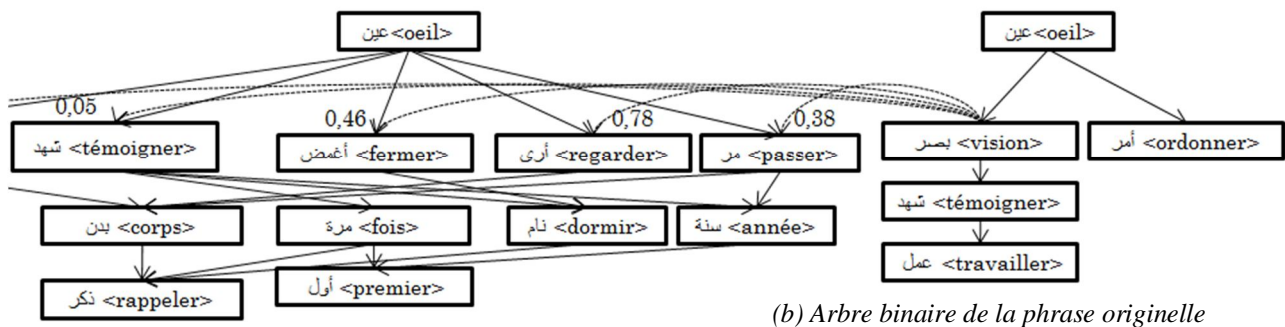 عين <oeil>
عين <oeil>
0,05
0,46
0,78
0,38
شهد <témoigner>
أغمض <fermer>
أرى <regarder>
مر <passer>
بصر <vision>
أمر <ordonner>
شهد <témoigner>
بدن <corps>
مرة <fois>
نام <dormir>
سنة <année>
عمل <travailler>
ذكر <rappeler>
أول <premier>
(b) Arbre binaire de la phrase originelle